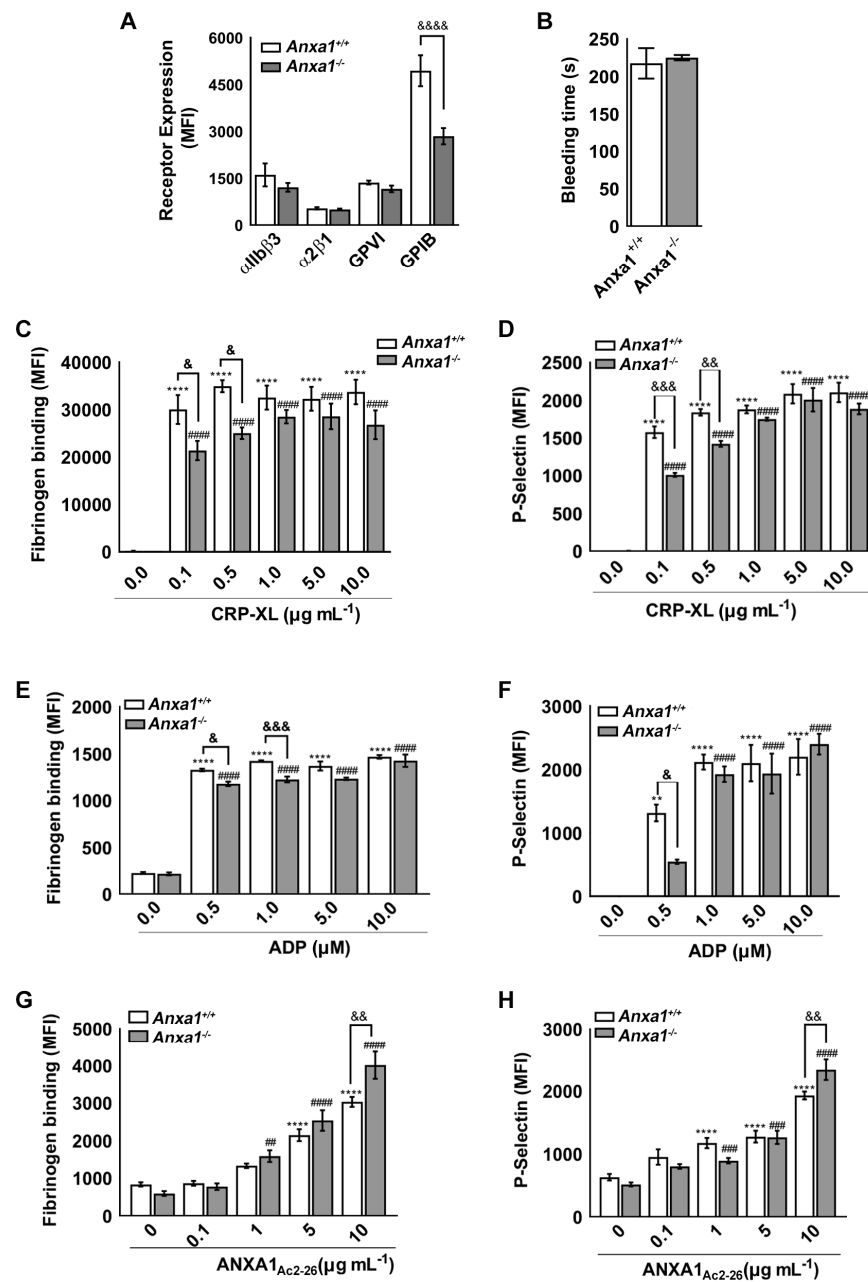 A
Receptor Expression
(MFI)
6000
4500
3000
1500
0
Anxa1+/+
Anxa1-/-
&&&&
αIIbβ3
α2β1
GPVI
GPIB
B
Bleeding time (s)
250
200
150
100
50
0
Anxa1+/+
Anxa1-/-
C
Fibrinogen binding (MFI)
40000
30000
20000
10000
0
Anxa1+/+
Anxa1-/-
& &
**** **** **** **** ****
#### #### #### #### ####
0.0 0.1 0.5 1.0 5.0 10.0
CRP-XL (µg mL-1)
D
P-Selectin (MFI)
2500
2000
1500
1000
500
0
Anxa1+/+
Anxa1-/-
&&& &&
**** **** **** **** ****
#### #### #### #### ####
0.0 0.1 0.5 1.0 5.0 10.0
CRP-XL (µg mL-1)
E
Fibrinogen binding (MFI)
2000
1500
1000
500
0
Anxa1+/+
Anxa1-/-
& &&&
**** **** **** ****
#### #### #### ####
0.0 0.5 1.0 5.0 10.0
ADP (µM)
F
P-Selectin (MFI)
3000
2000
1000
0
Anxa1+/+
Anxa1-/-
&
** **** **** ****
#### #### ####
0.0 0.5 1.0 5.0 10.0
ADP (µM)
G
Fibrinogen binding (MFI)
5000
4000
3000
2000
1000
0
Anxa1+/+
Anxa1-/-
&&
**** ****
## #### ####
0 0.1 1 5 10
ANXA1Ac2-26(µg mL-1)
H
P-Selectin (MFI)
3000
2000
1000
0
Anxa1+/+
Anxa1-/-
&&
**** **** ****
### ### ####
0 0.1 1 5 10
ANXA1Ac2-26(µg mL-1)